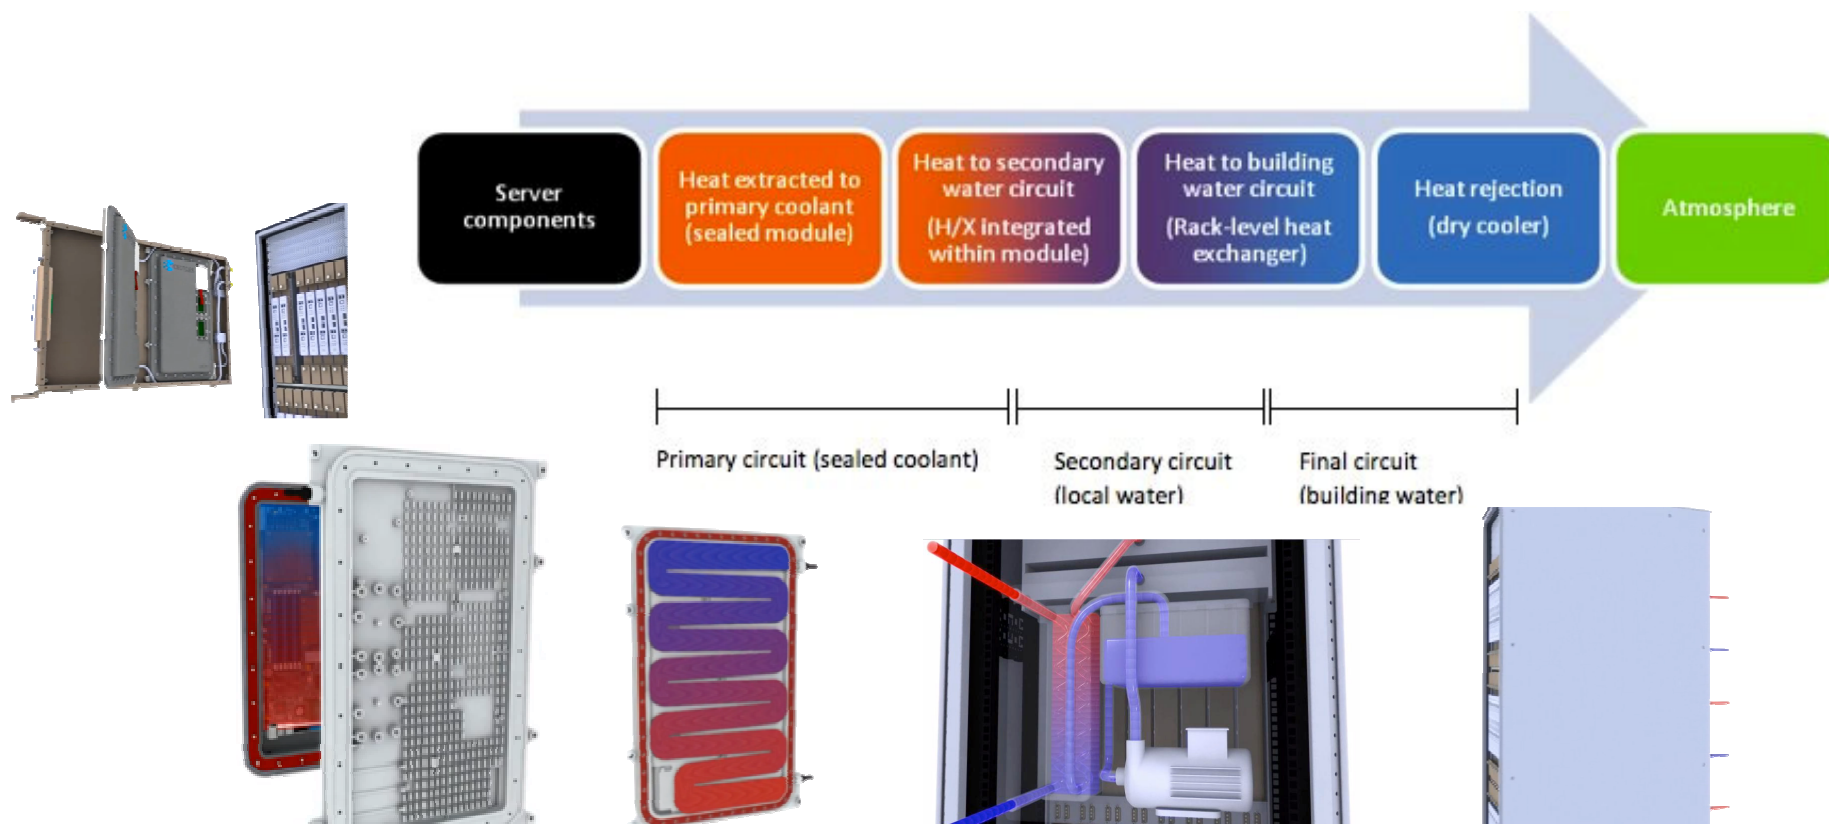 Server
components
Heat extracted to
primary coolant
(sealed module)
Heat to secondary
water circuit
(H/X integrated
within module)
Heat to building
water circuit
(Rack-level heat
exchanger)
Heat rejection
(dry cooler)
Atmosphere
Primary circuit (sealed coolant)
Secondary circuit
(local water)
Final circuit
(building water)